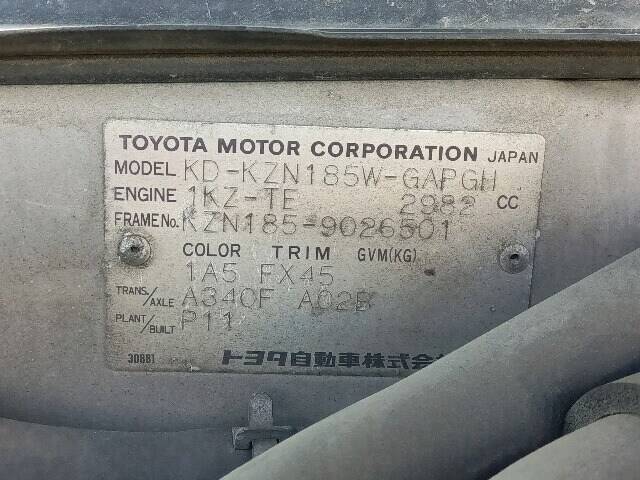 TOYOTA MOTOR CORPORATION JAPAN
MODEL KD-KZN185W-GAPGH
ENGINE 1KZ-TE 2982 CC
FRAME No. KZN185-9026501
COLOR TRIM GVM(KG)
1A5 FX45
TRANS/AXLE A340F A02B
PLANT/BUILT P11
30881 トヨタ自動車株式会